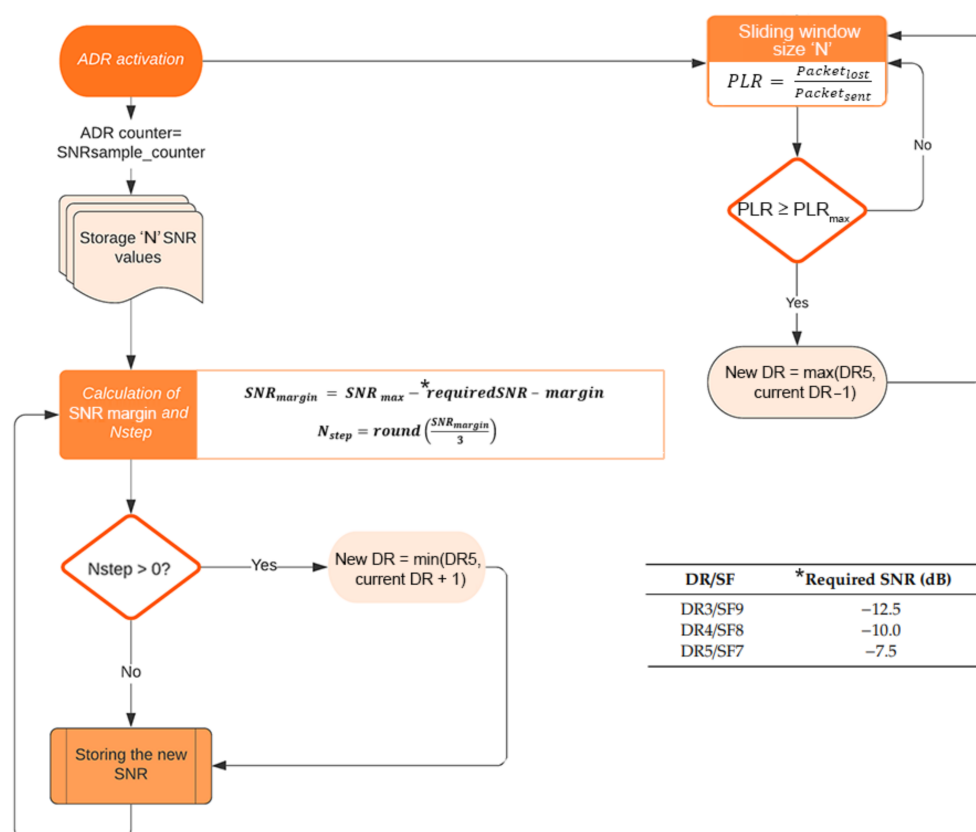 ADR activation
ADR counter=
SNRsample_counter
Storage ‘N’ SNR
values
Calculation of
SNR margin and
Nstep
SNRmargin = SNR max − *requiredSNR − margin
Nstep = round (SNRmargin/3)
Nstep > 0?
Yes
New DR = min(DR5,
current DR + 1)
No
Storing the new
SNR
Sliding window
size ‘N’
PLR = Packetlost/Packetsent
No
PLR ≥ PLRmax
Yes
New DR = max(DR5,
current DR−1)
DR/SF *Required SNR (dB)
DR3/SF9 −12.5
DR4/SF8 −10.0
DR5/SF7 −7.5